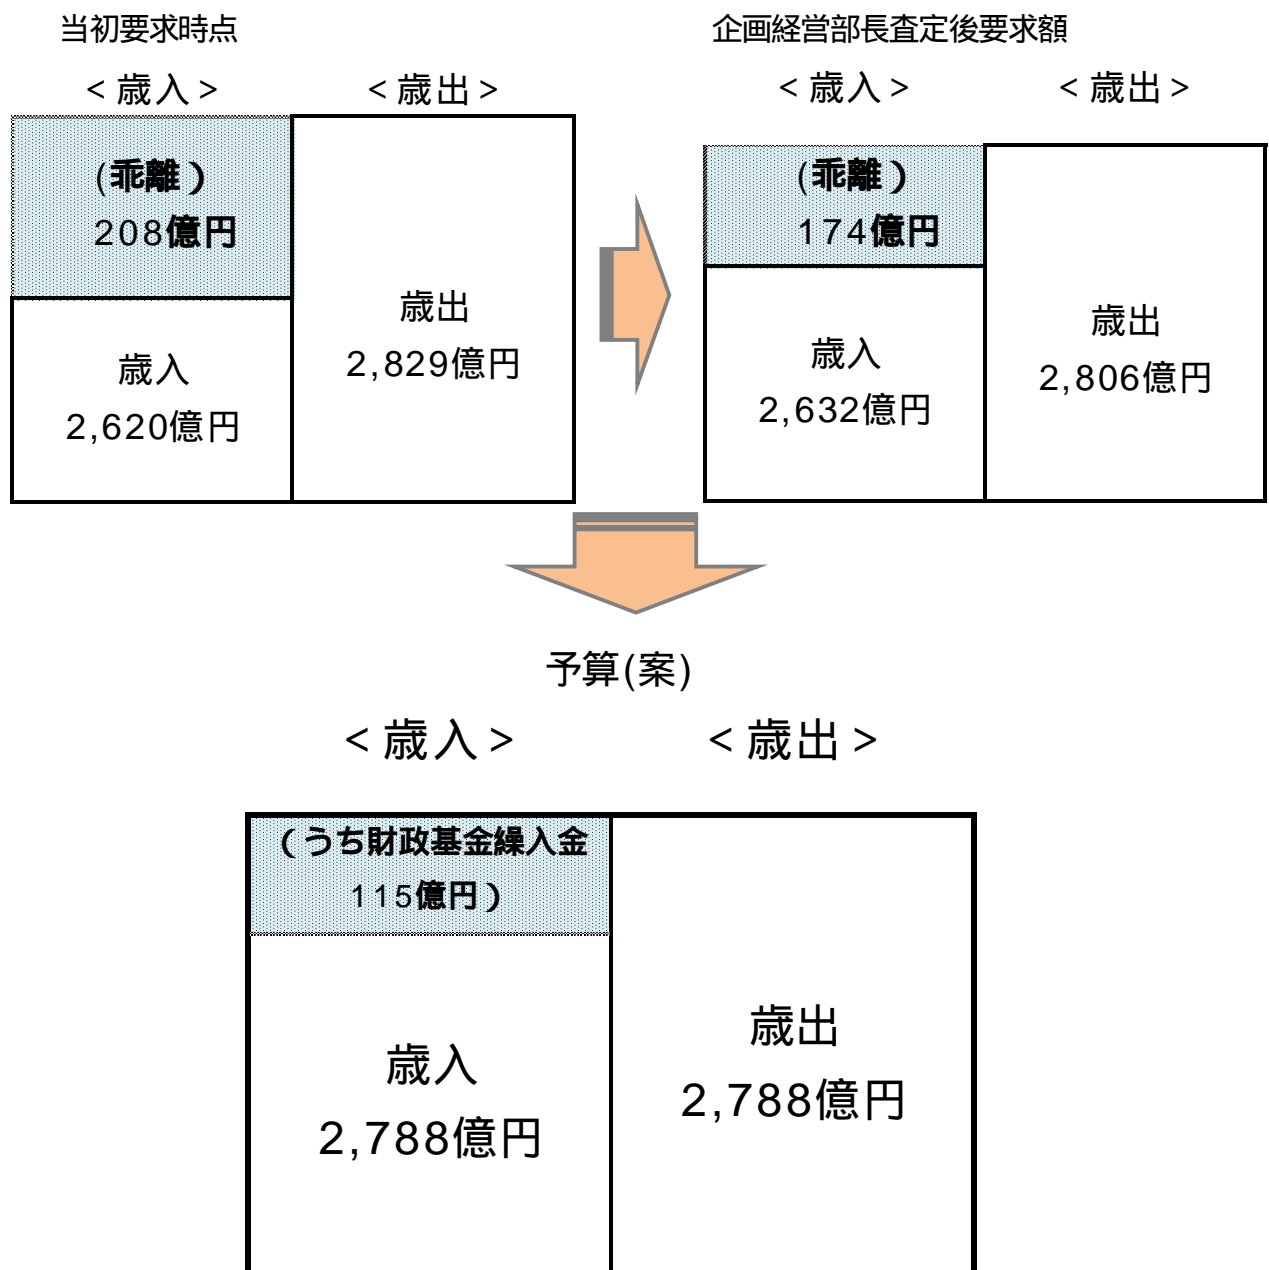 当初要求時点
<歳入>
<歳出>
(乖離)
208億円
歳入
2,620億円
歳出
2,829億円
企画経営部長査定後要求額
<歳入>
<歳出>
(乖離)
174億円
歳入
2,632億円
歳出
2,806億円
予算(案)
<歳入>
<歳出>
(うち財政基金繰入金
115億円)
歳入
2,788億円
歳出
2,788億円